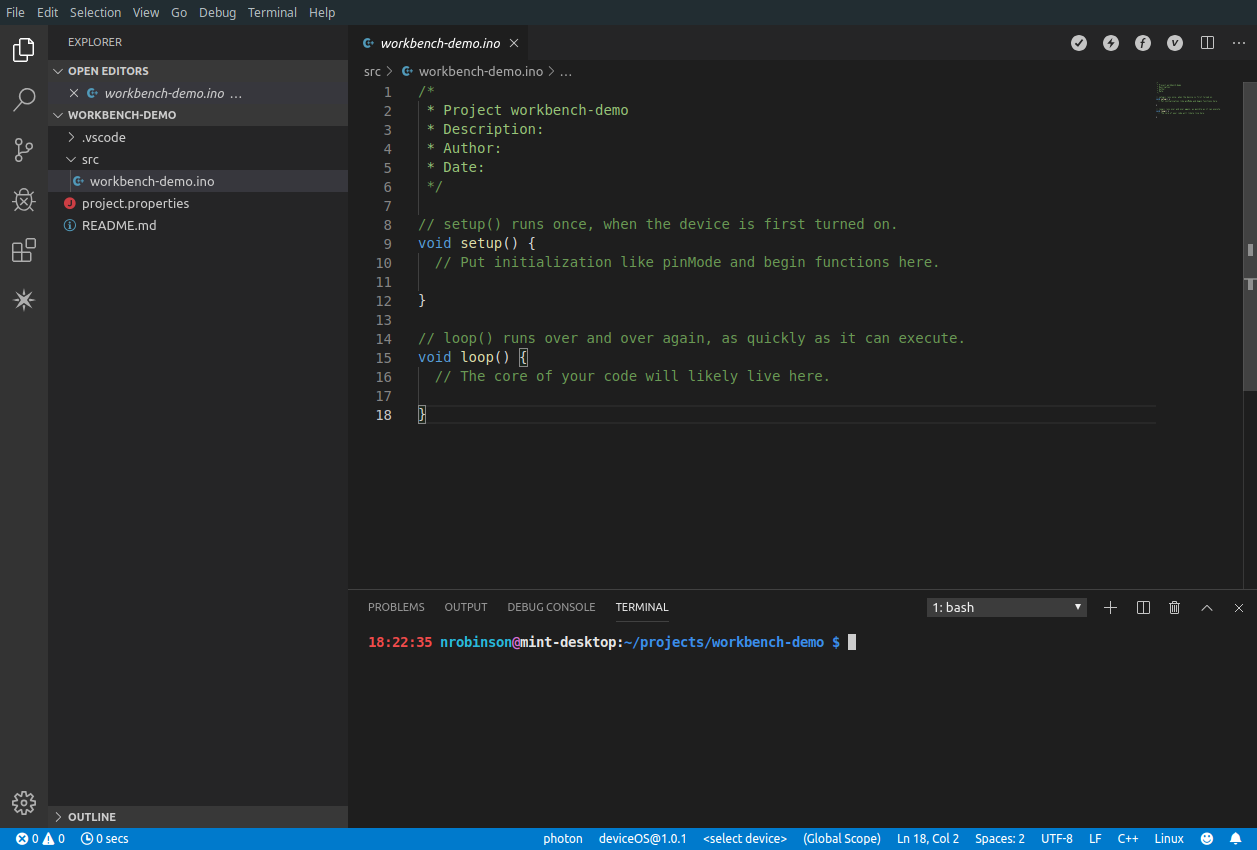 File Edit Selection View Go Debug Terminal Help
EXPLORER
OPEN EDITORS
workbench-demo.ino …
WORKBENCH-DEMO
.vscode
src
workbench-demo.ino
project.properties
README.md
OUTLINE
workbench-demo.ino
src > workbench-demo.ino > …
1 /*
2  * Project workbench-demo
3  * Description:
4  * Author:
5  * Date:
6  */
7
8 // setup() runs once, when the device is first turned on.
9 void setup() {
10   // Put initialization like pinMode and begin functions here.
11
12 }
13
14 // loop() runs over and over again, as quickly as it can execute.
15 void loop() {
16   // The core of your code will likely live here.
17
18 }
PROBLEMS OUTPUT DEBUG CONSOLE TERMINAL 1: bash
18:22:35 nrobinson@mint-desktop:~/projects/workbench-demo $
0 0 0 secs photon deviceOS@1.0.1 <select device> (Global Scope) Ln 18, Col 2 Spaces: 2 UTF-8 LF C++ Linux